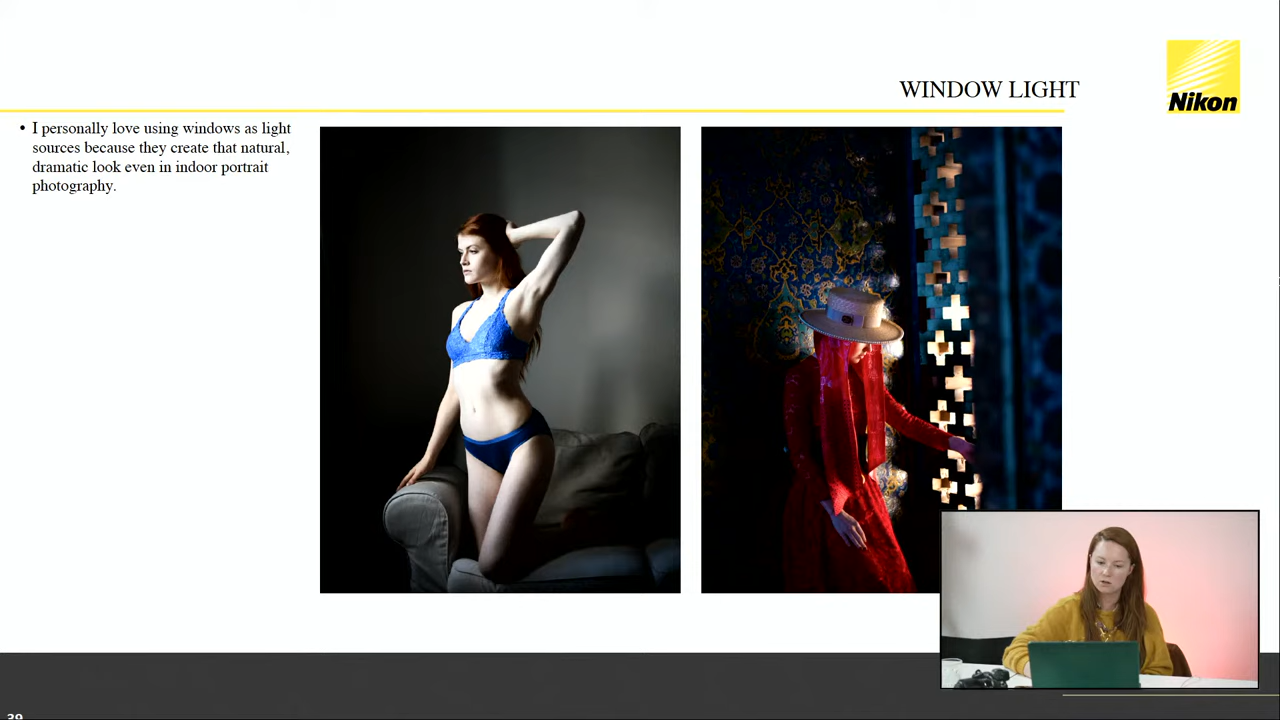 WINDOW LIGHT
Nikon
• I personally love using windows as light
sources because they create that natural,
dramatic look even in indoor portrait
photography.
39